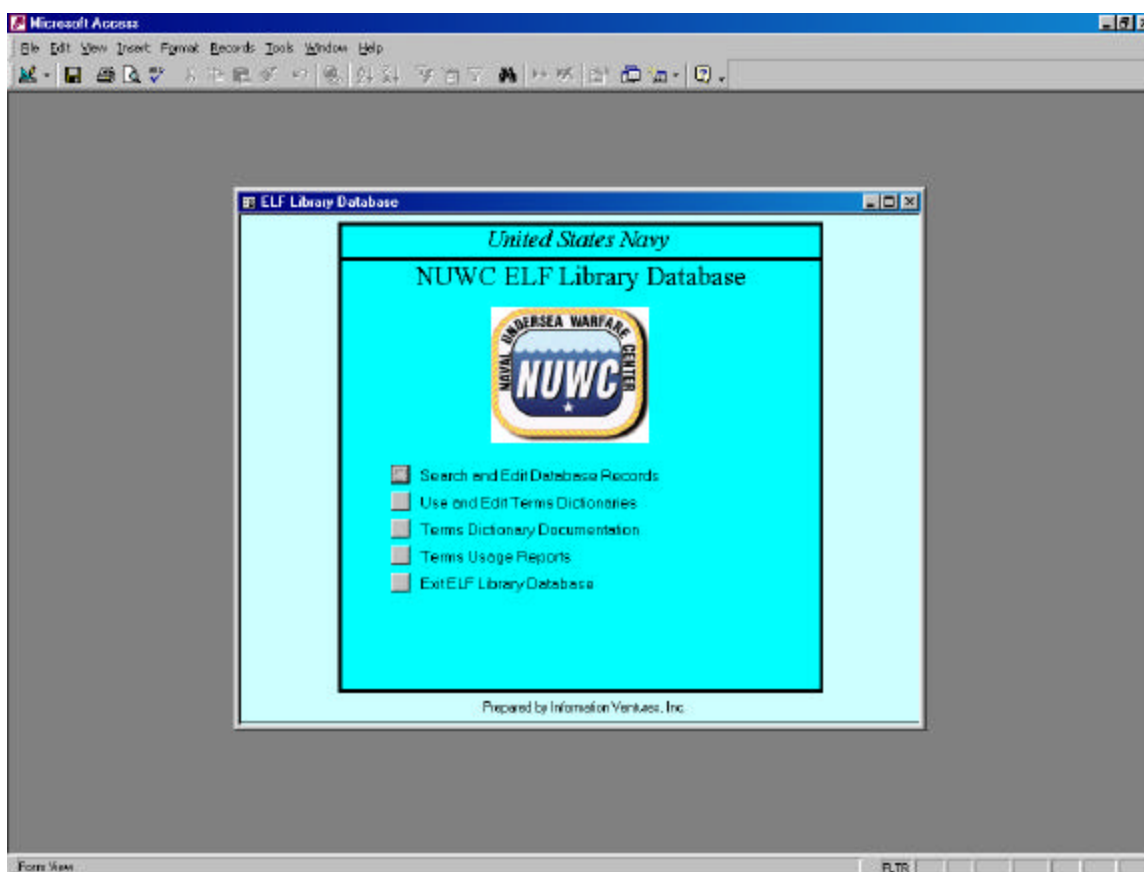 Microsoft Access
File Edit View Insert Format Records Tools Window Help
ELF Library Database
United States Navy
NUWC ELF Library Database
NAVAL UNDERSEA WARFARE CENTER
NUWC
Search and Edit Database Records
Use and Edit Terms Dictionaries
Terms Dictionary Documentation
Terms Usage Reports
Exit ELF Library Database
Prepared by Information Ventures, Inc.
Form View
FLTR